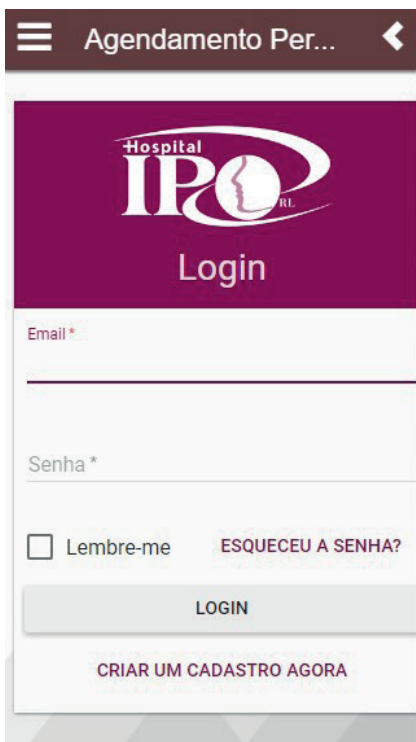 Agendamento Per...
Hospital
IPO
RL
Login
Email *
Senha *
Lembre-me
ESQUECEU A SENHA?
LOGIN
CRIAR UM CADASTRO AGORA